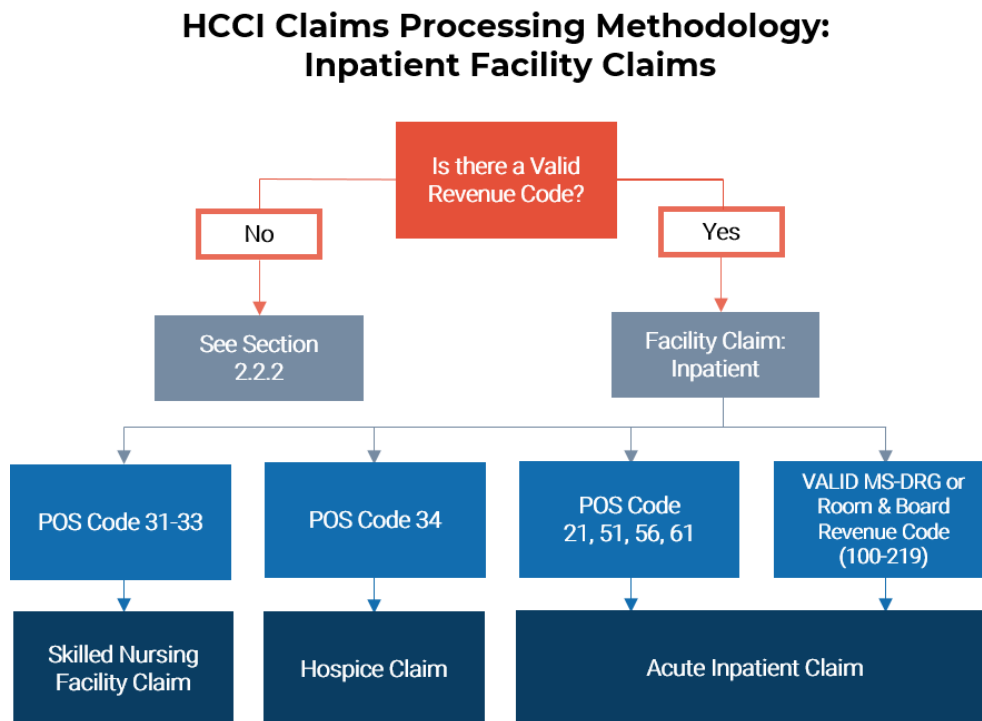 HCCI Claims Processing Methodology:
Inpatient Facility Claims
Is there a Valid
Revenue Code?
No
Yes
See Section
2.2.2
Facility Claim:
Inpatient
POS Code 31-33
POS Code 34
POS Code
21, 51, 56, 61
VALID MS-DRG or
Room & Board
Revenue Code
(100-219)
Skilled Nursing
Facility Claim
Hospice Claim
Acute Inpatient Claim